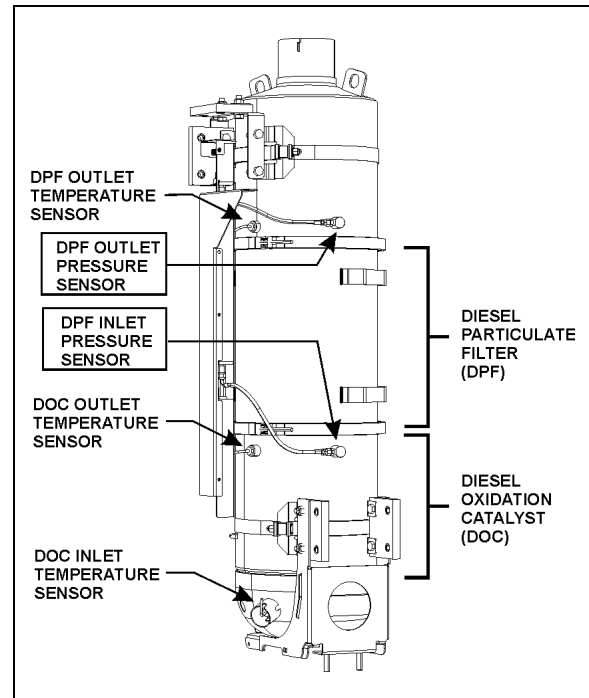 DPF OUTLET
TEMPERATURE
SENSOR
DPF OUTLET
PRESSURE
SENSOR
DPF INLET
PRESSURE
SENSOR
DOC OUTLET
TEMPERATURE
SENSOR
DOC INLET
TEMPERATURE
SENSOR
DIESEL
PARTICULATE
FILTER
(DPF)
DIESEL
OXIDATION
CATALYST
(DOC)